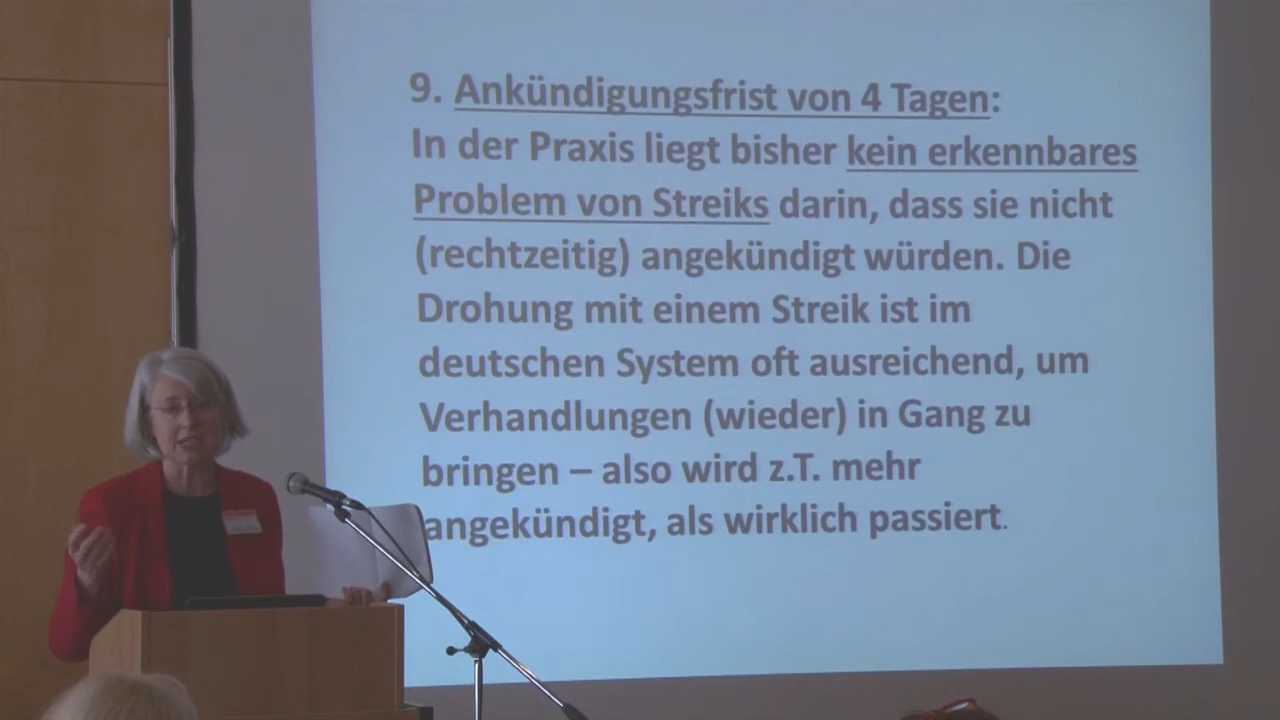 9. Ankündigungsfrist von 4 Tagen:
In der Praxis liegt bisher kein erkennbares
Problem von Streiks darin, dass sie nicht
(rechtzeitig) angekündigt würden. Die
Drohung mit einem Streik ist im
deutschen System oft ausreichend, um
Verhandlungen (wieder) in Gang zu
bringen – also wird z.T. mehr
angekündigt, als wirklich passiert.